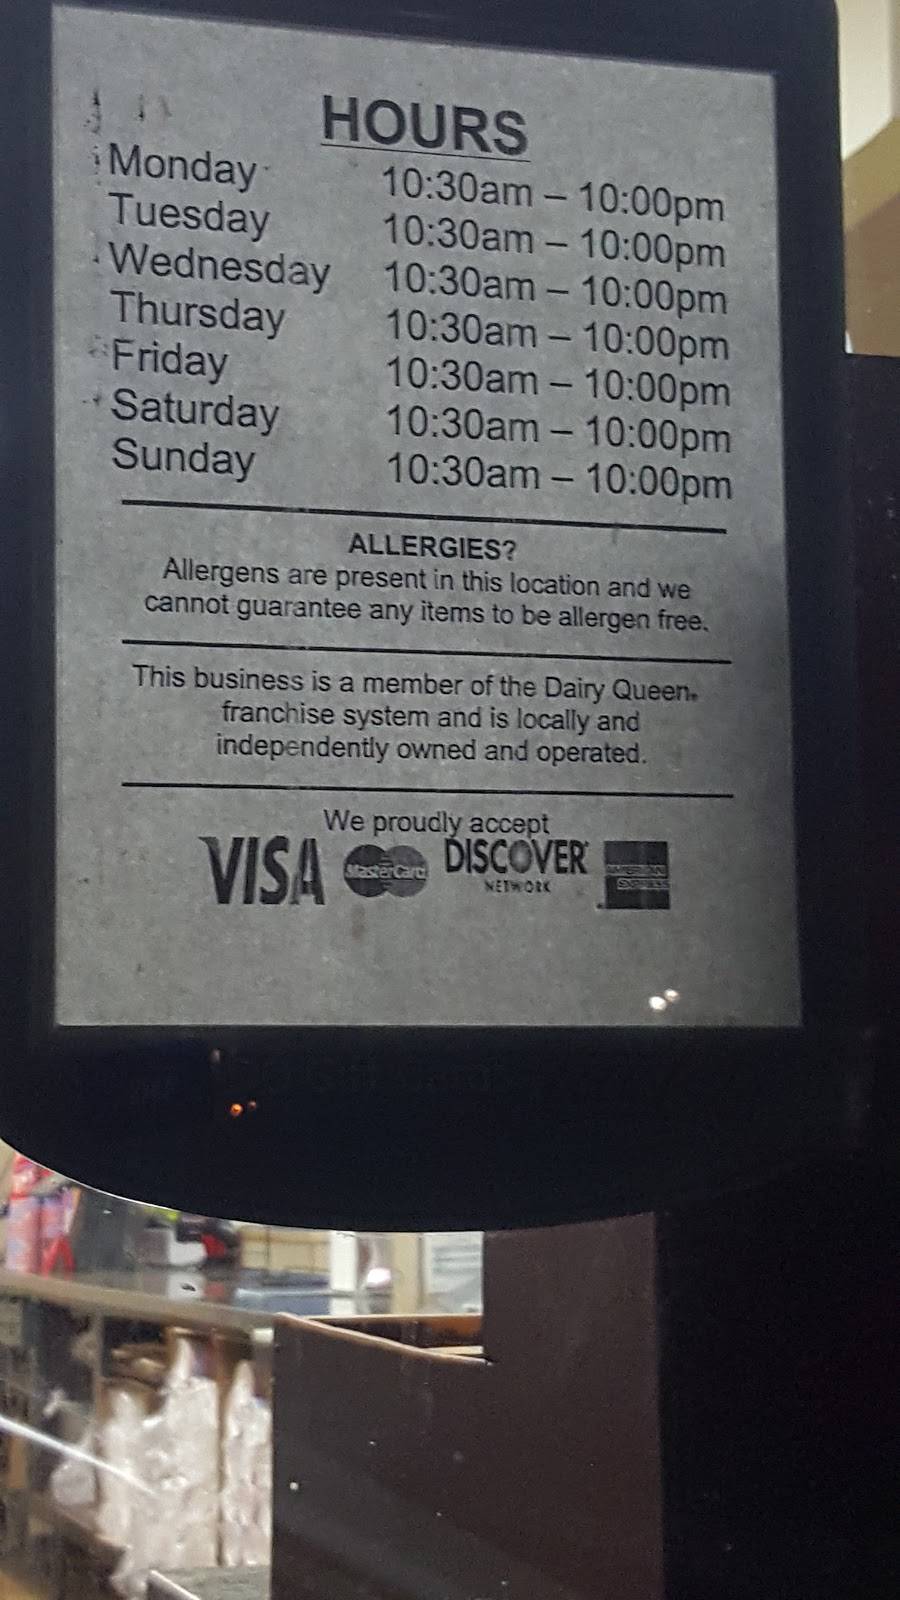 HOURS
Monday 10:30am – 10:00pm
Tuesday 10:30am – 10:00pm
Wednesday 10:30am – 10:00pm
Thursday 10:30am – 10:00pm
Friday 10:30am – 10:00pm
Saturday 10:30am – 10:00pm
Sunday 10:30am – 10:00pm
ALLERGIES?
Allergens are present in this location and we
cannot guarantee any items to be allergen free.
This business is a member of the Dairy Queen®
franchise system and is locally and
independently owned and operated.
We proudly accept
VISA MasterCard DISCOVER NETWORK AMERICAN EXPRESS